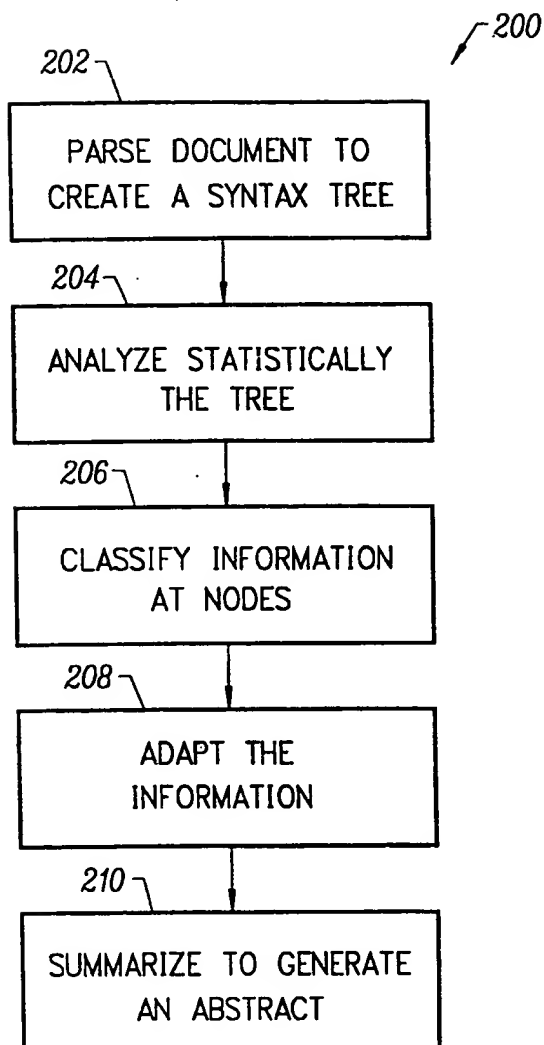 200
202
PARSE DOCUMENT TO
CREATE A SYNTAX TREE
204
ANALYZE STATISTICALLY
THE TREE
206
CLASSIFY INFORMATION
AT NODES
208
ADAPT THE
INFORMATION
210
SUMMARIZE TO GENERATE
AN ABSTRACT